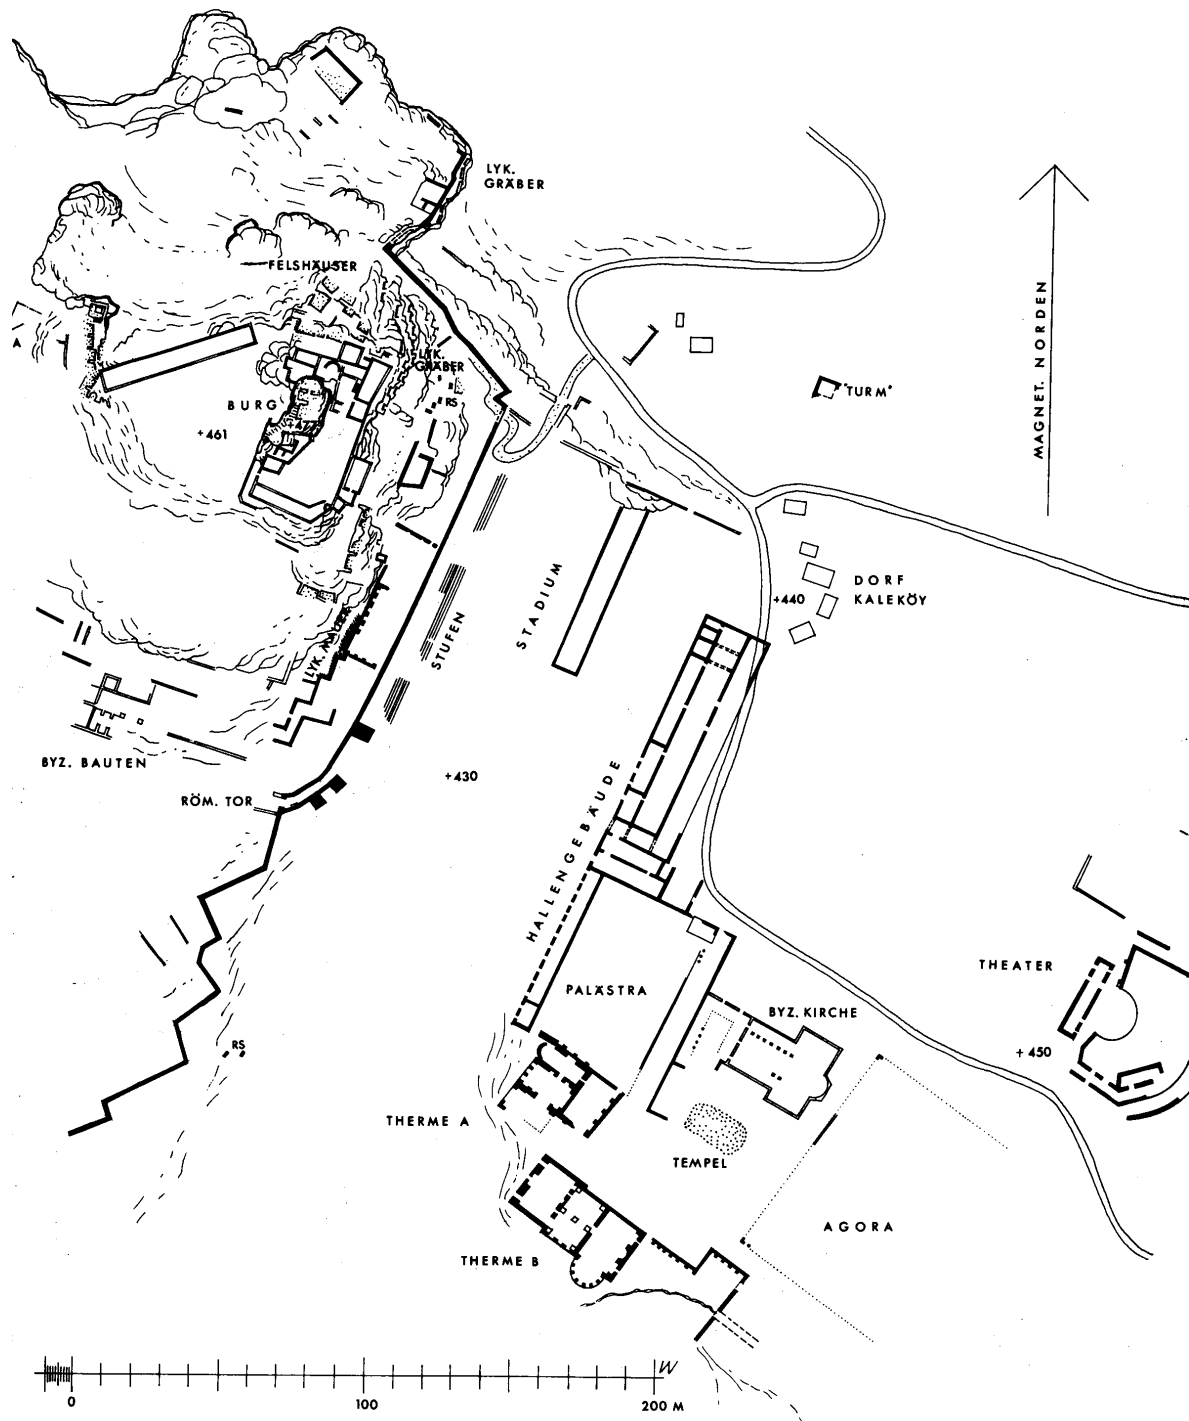 LYK.
GRÄBER
FELSHÄUSER
A
LYK.
GRÄBER
RS
BURG
+477
+461
"TURM"
MAGNET. NORDEN
DORF
KALEKÖY
+440
STADIUM
STUFEN
LYK. MAUER
BYZ. BAUTEN
RÖM. TOR
+430
HALLENGEBÄUDE
THEATER
PALÄSTRA
BYZ. KIRCHE
+450
RS
THERME A
TEMPEL
AGORA
THERME B
W
0 100 200 M